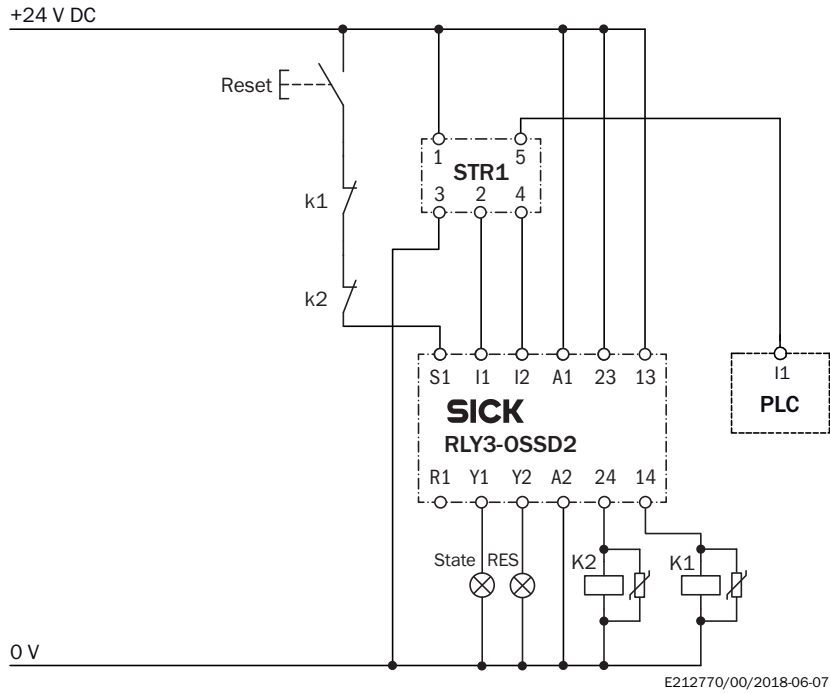 +24 V DC
Reset
1 5
STR1
3 2 4
k1
k2
S1 I1 I2 A1 23 13
I1
SICK
PLC
RLY3-OSSD2
R1 Y1 Y2 A2 24 14
State RES K2 K1
0 V
E212770/00/2018-06-07